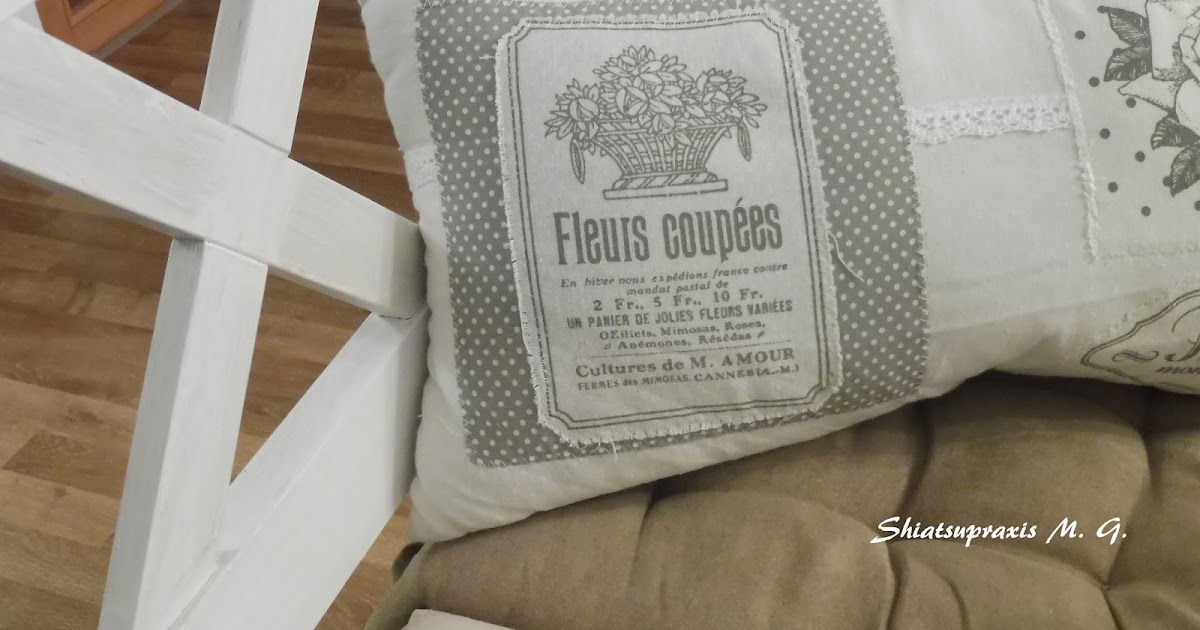 Fleurs coupées
En hiver nous expédions franco contre
mandat postal de
2 Fr., 5 Fr., 10 Fr.
UN PANIER DE JOLIES FLEURS VARIÉES
OEillets, Mimosas, Roses,
Anémones, Résédas
Cultures de M. AMOUR
FERMES des MIMOSAS. CANNES (A.-M.)
Shiatsupraxis M. G.